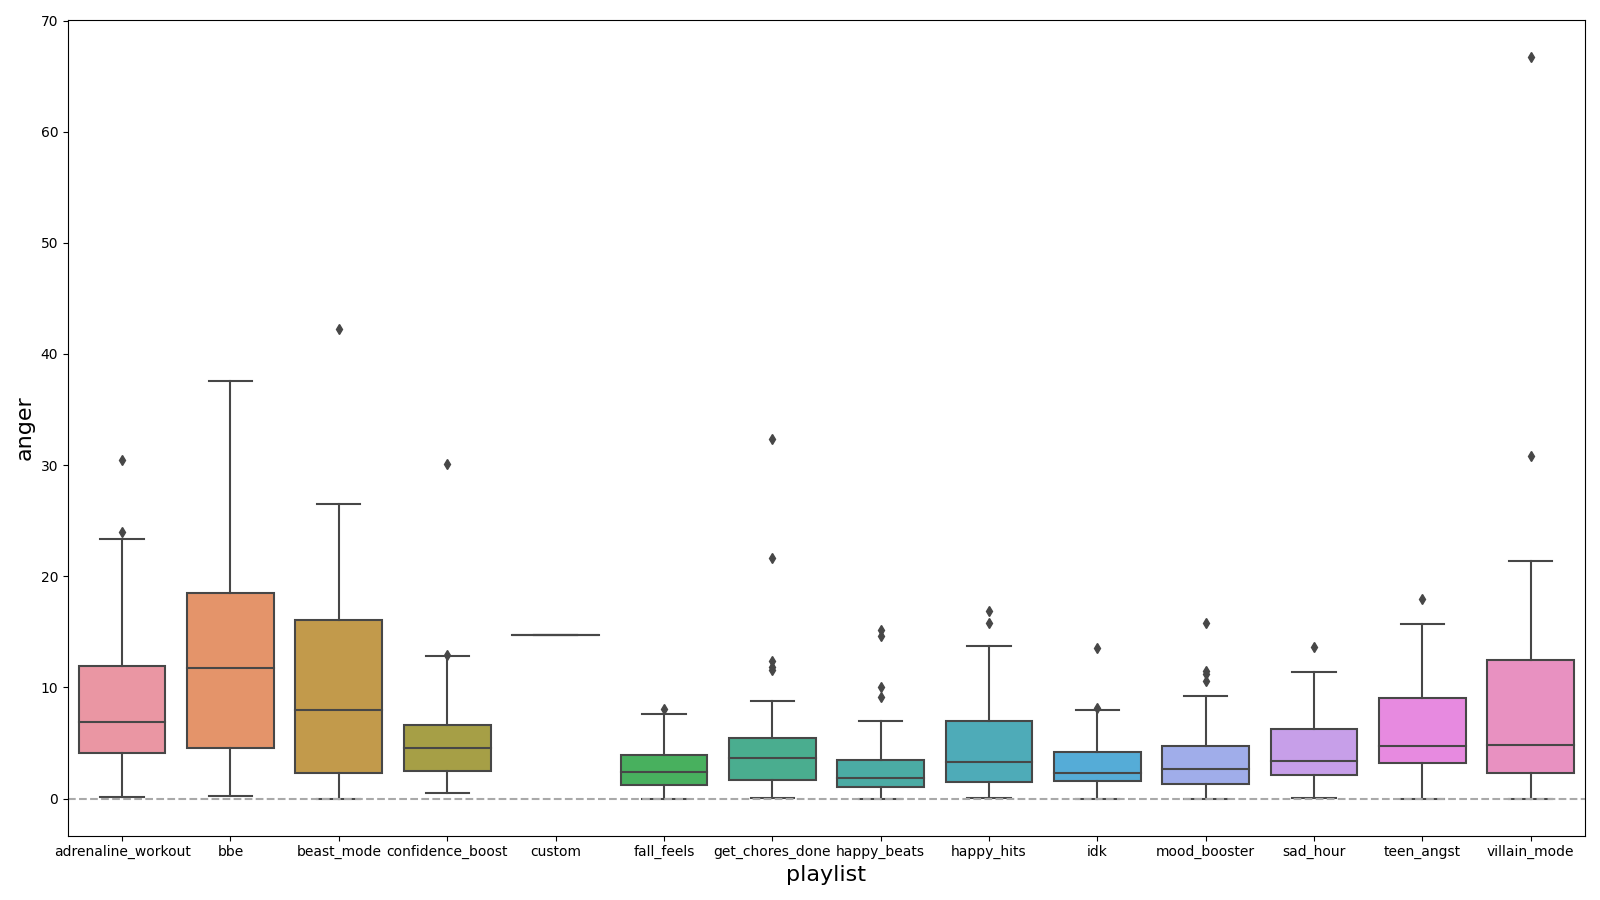 70
60
50
40
30
20
10
0
anger
adrenaline_workout bbe beast_mode confidence_boost custom fall_feels get_chores_done happy_beats happy_hits idk mood_booster sad_hour teen_angst villain_mode
playlist